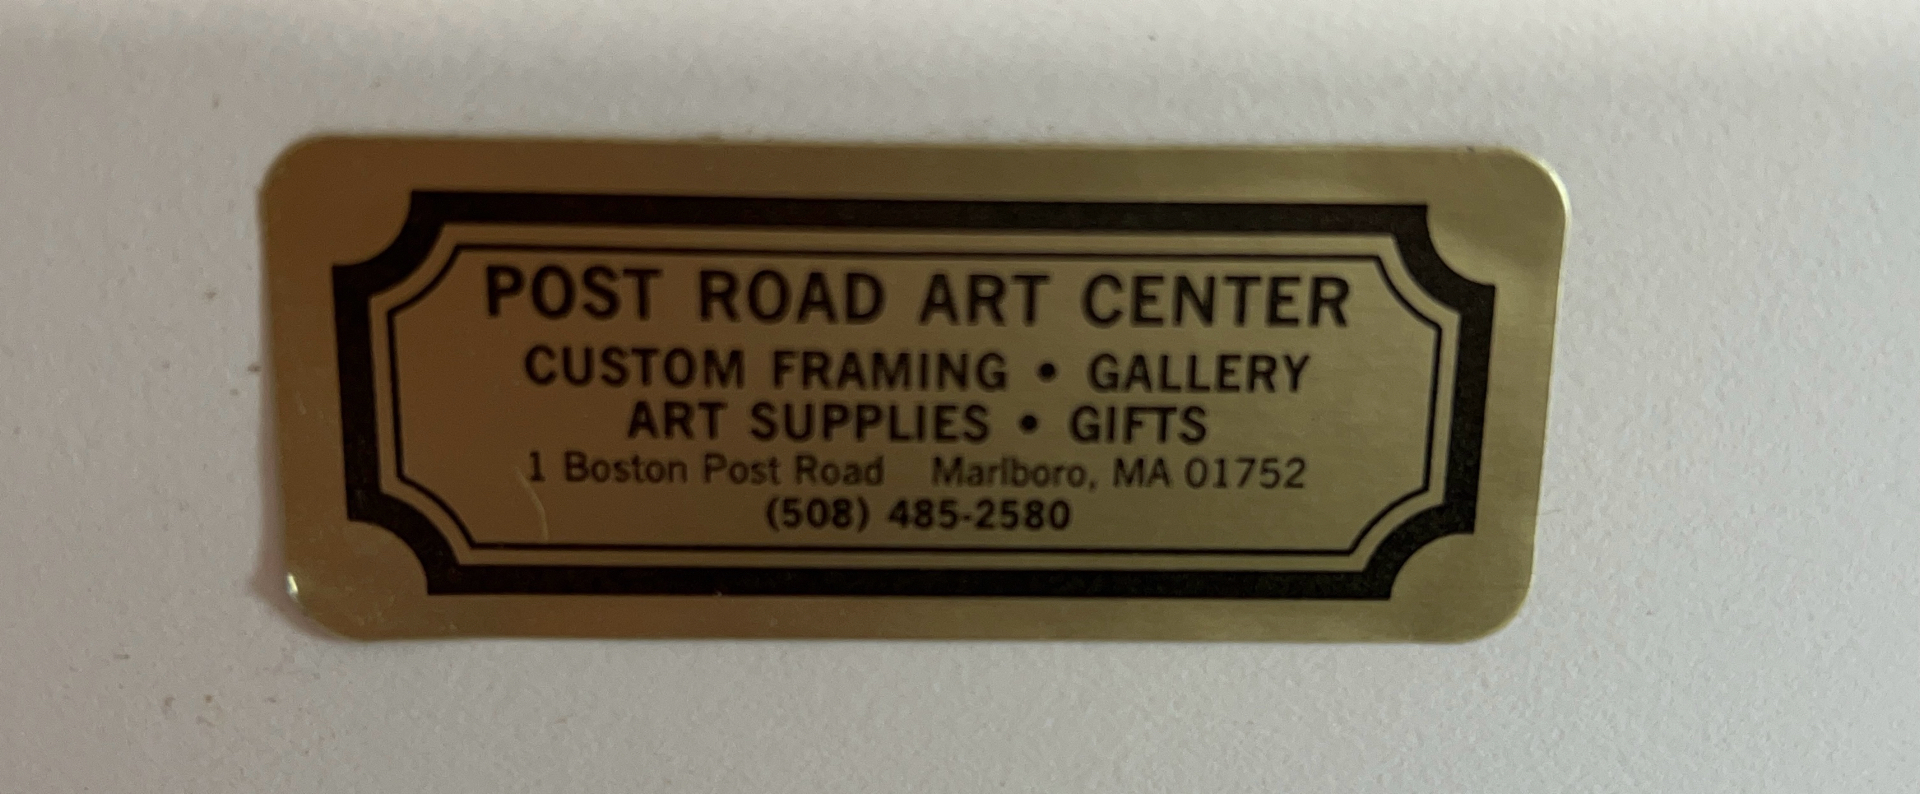 POST ROAD ART CENTER
CUSTOM FRAMING • GALLERY
ART SUPPLIES • GIFTS
1 Boston Post Road Marlboro, MA 01752
(508) 485-2580